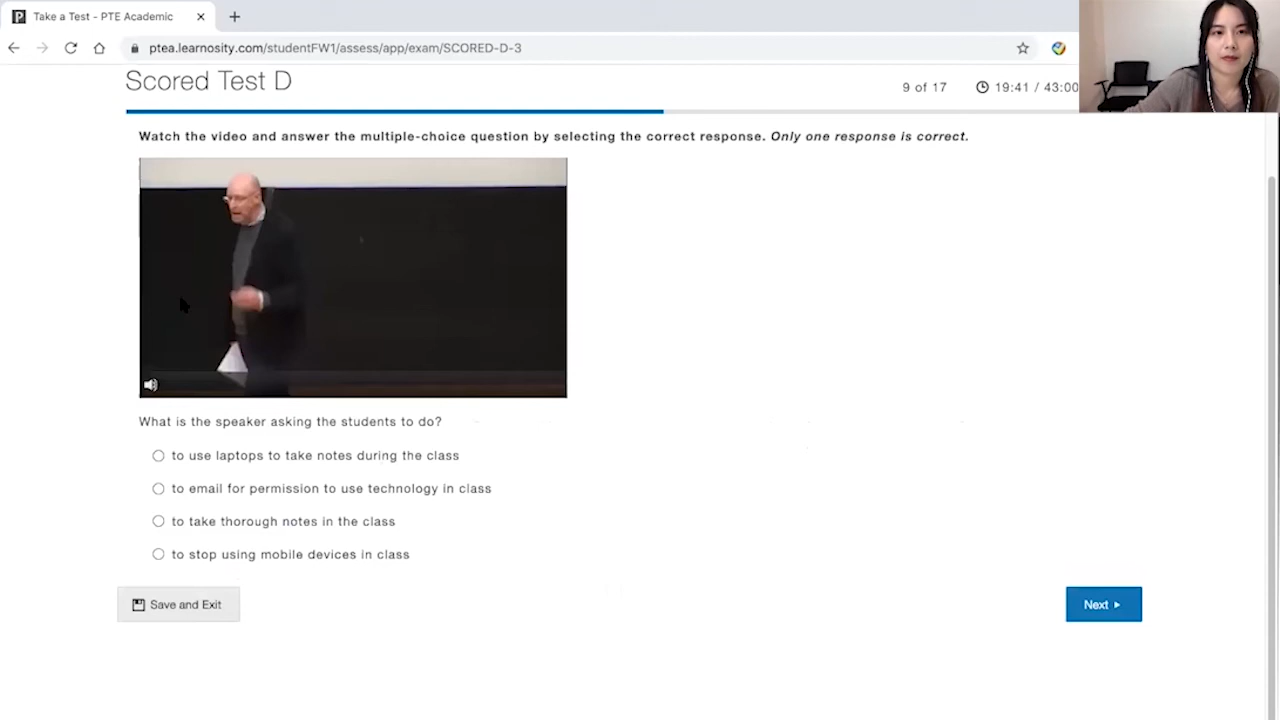 Take a Test - PTE Academic
ptea.learnosity.com/studentFW1/assess/app/exam/SCORED-D-3
Scored Test D
9 of 17
19:41 / 43:00
Watch the video and answer the multiple-choice question by selecting the correct response. Only one response is correct.
What is the speaker asking the students to do?
to use laptops to take notes during the class
to email for permission to use technology in class
to take thorough notes in the class
to stop using mobile devices in class
Save and Exit
Next